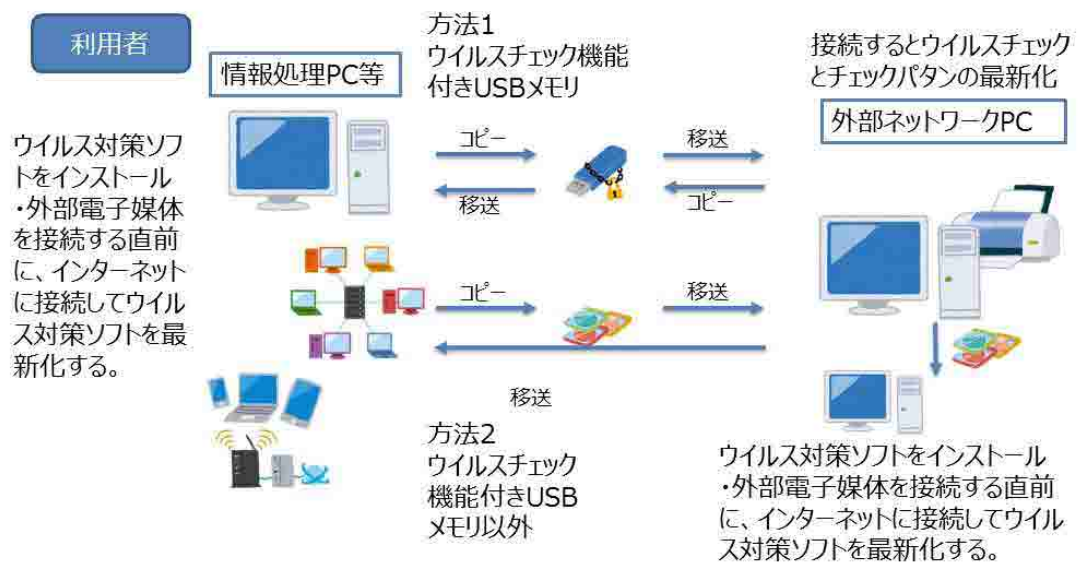 利用者
情報処理PC等
方法1
ウイルスチェック機能
付きUSBメモリ
接続するとウイルスチェック
とチェックパタンの最新化
外部ネットワークPC
ウイルス対策ソフ
トをインストール
・外部電子媒体
を接続する直前
に、インターネット
に接続してウイル
ス対策ソフトを最
新化する。
コピー
移送
移送
コピー
コピー
移送
移送
方法2
ウイルスチェック
機能付きUSB
メモリ以外
ウイルス対策ソフトをインストール
・外部電子媒体を接続する直前
に、インターネットに接続してウイル
ス対策ソフトを最新化する。